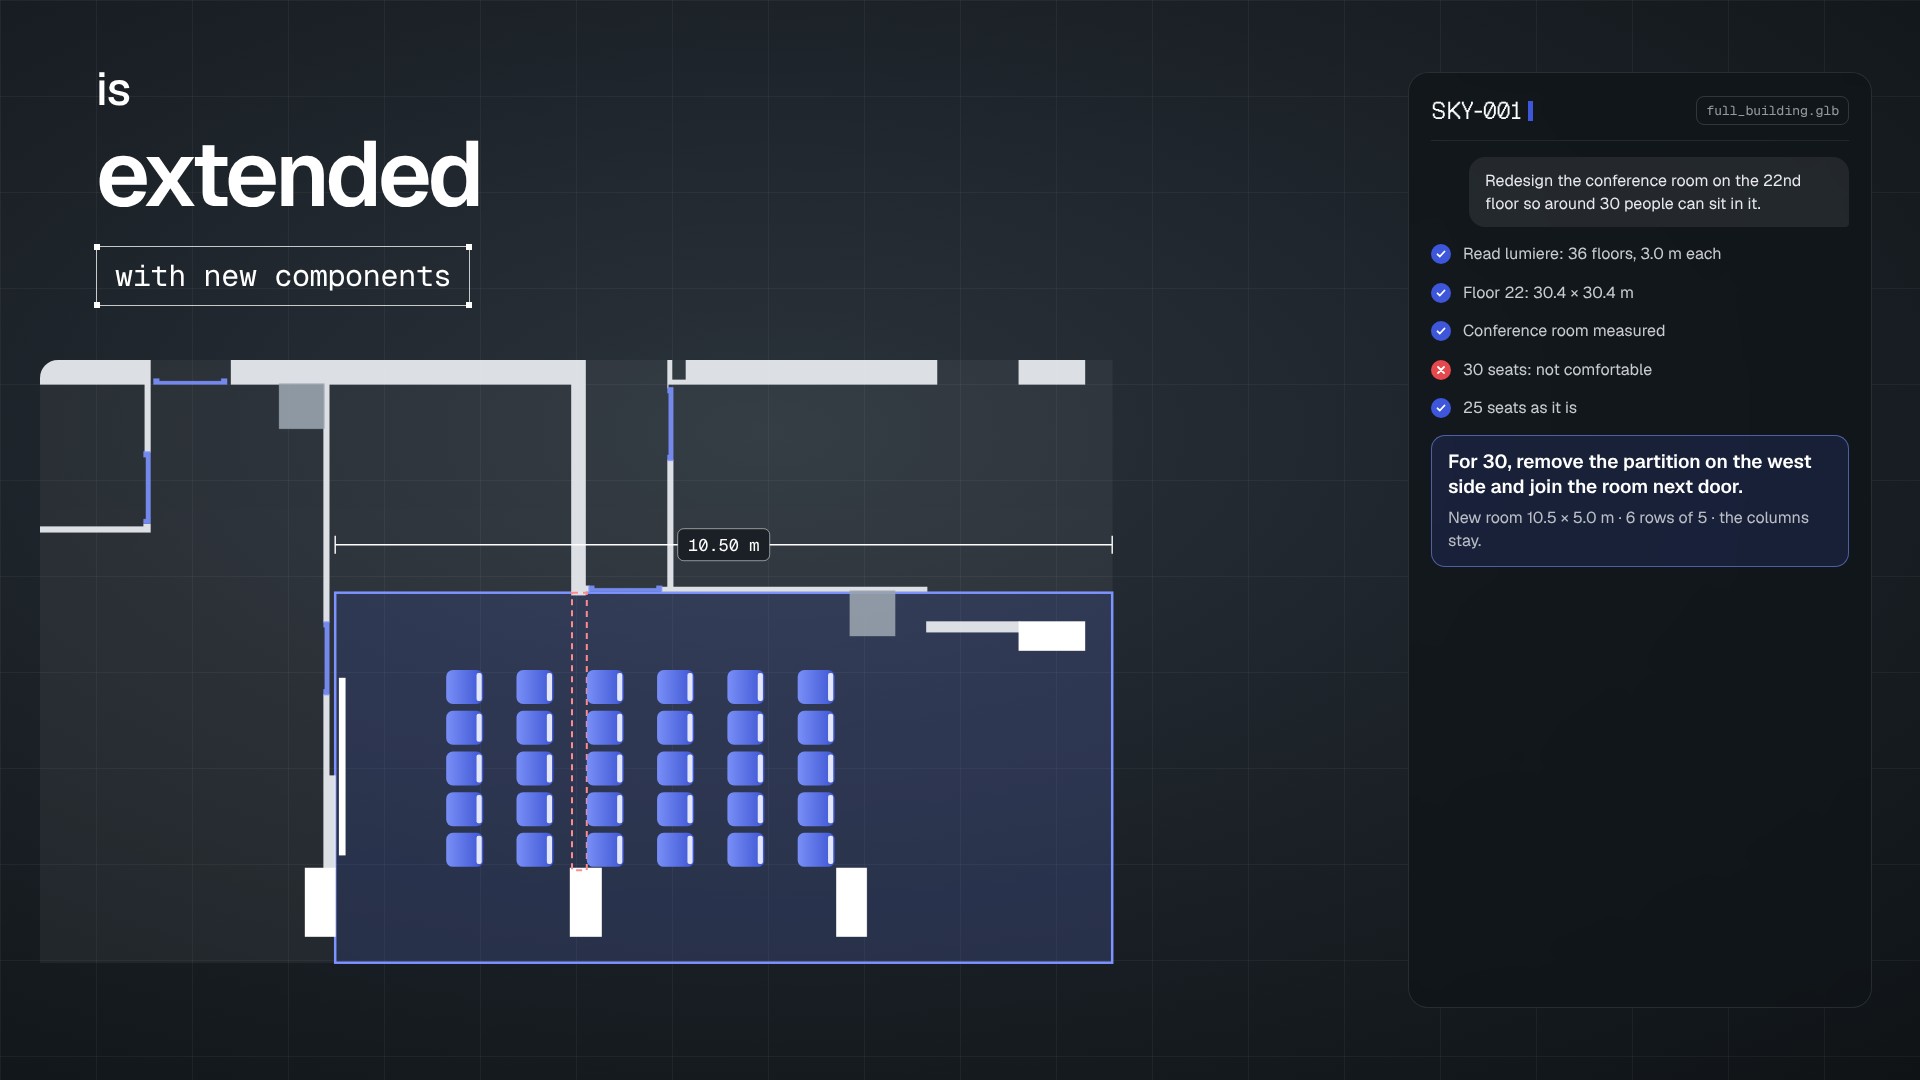 is
extended
with new components
10.50 m
SKY-001
full_building.glb
Redesign the conference room on the 22nd
floor so around 30 people can sit in it.
Read lumiere: 36 floors, 3.0 m each
Floor 22: 30.4 × 30.4 m
Conference room measured
30 seats: not comfortable
25 seats as it is
For 30, remove the partition on the west
side and join the room next door.
New room 10.5 × 5.0 m · 6 rows of 5 · the columns
stay.